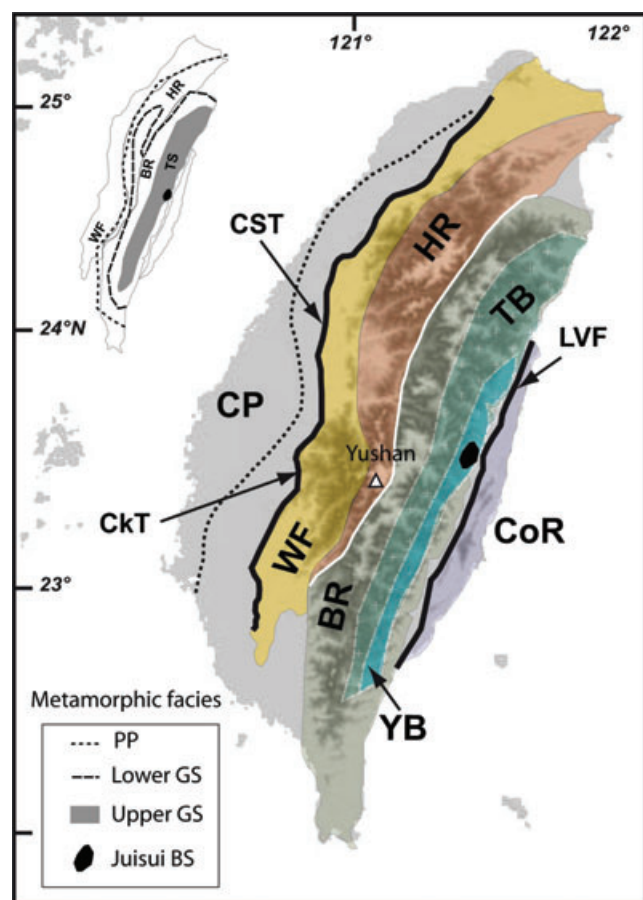 121°
122°
25°
HR
BR
TS
WF
CST
HR
24°N
TB
LVF
CP
Yushan
CkT
WF
CoR
23°
BR
YB
Metamorphic facies
PP
Lower GS
Upper GS
Juisui BS